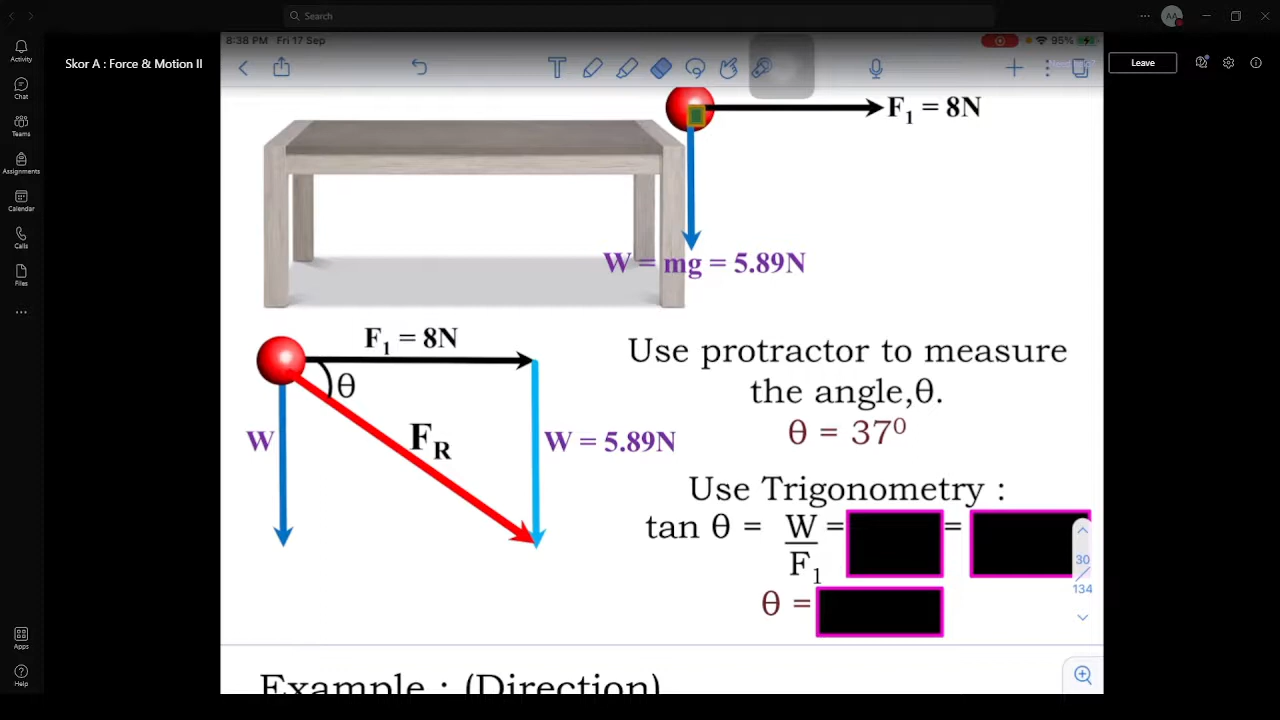 Search
AA
8:38 PM Fri 17 Sep
95%
Activity
Skor A : Force & Motion II
Leave
Chat
Teams
Assignments
Calendar
Calls
Files
F₁ = 8N
W = mg = 5.89N
F₁ = 8N
θ
W
F_R
W = 5.89N
Use protractor to measure
the angle,θ.
θ = 37⁰
Use Trigonometry :
tan θ = W/F₁ = =
θ =
30
134
Apps
Help
Example : (Direction)